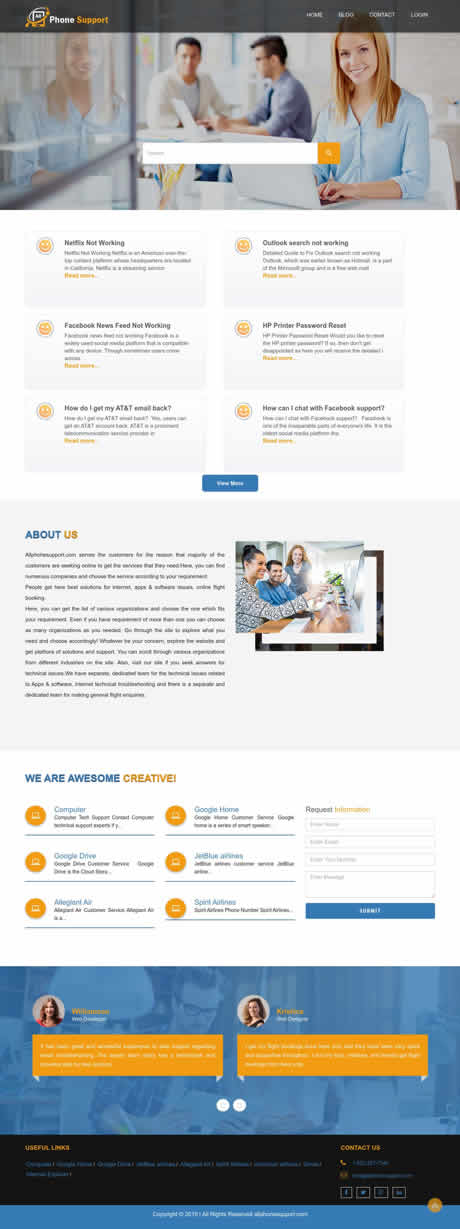 All Phone Support
HOME BLOG CONTACT LOGIN
Netflix Not Working
Netflix Not Working Netflix is an American over-the-
top content platform whose headquarters are located
in California. Netflix is a streaming service
Read more...
Outlook search not working
Detailed Guide to Fix Outlook search not working
Outlook, which was earlier known as Hotmail is a part
of the Microsoft group and is a free web mail
Read more...
Facebook News Feed Not Working
Facebook news feed not working Facebook is a
widely used social media platform that is compatible
with any device. Though sometimes users come
across
Read more...
HP Printer Password Reset
HP Printer Password Reset Would you like to reset
the HP printer password? If so, then don't get
disappointed as here you will receive the detailed i
Read more...
How do I get my AT&T email back?
How do I get my AT&T email back? Yes, users can
get an AT&T account back. AT&T is a prominent
telecommunication service provider in
Read more...
How can I chat with Facebook support?
How can I chat with Facebook support? Facebook is
one of the inseparable parts of everyone's life. It is the
oldest social media platform tha
Read more...
View More
ABOUT US
Allphonesupport.com serves the customers for the reason that majority of the
customers are seeking online to get the services that they need.Here, you can find
numerous companies and choose the service according to your requirement.
People get here best solutions for internet, apps & software issues, online flight
booking.
Here, you can get the list of various organizations and choose the one which fits
your requirement. Even if you have requirement of more than one you can choose
as many organizations as you needed. Go through the site to explore what you
need and choose accordingly! Whatever be your concern, explore the website and
get plethora of solutions and support. You can scroll through various organizations
from different industries on the site. Also, visit our site if you seek answers for
technical issues.We have separate, dedicated team for the technical issues related
to Apps & software, internet technical troubleshooting and there is a separate and
dedicated team for making general flight enquiries.
WE ARE AWESOME CREATIVE!
Computer
Computer Tech Support Contact Computer
technical support experts if y...
Google Home
Google Home Customer Service Google
home is a series of smart speaker...
Google Drive
Google Drive Customer Service Google
Drive is the Cloud Stora...
JetBlue airlines
JetBlue airlines customer service JetBlue
airline...
Allegiant Air
Allegiant Air Customer Service Allegiant Air
is a...
Spirit Airlines
Spirit Airlines Phone Number Spirit Airlines...
Request Information
Enter Name
Enter Email
Enter Your Number
Enter Message
SUBMIT
Williamson
Web Developer
Kristina
Web Designer
USEFUL LINKS
Computer / Google Home / Google Drive / JetBlue airlines / Allegiant Air / Spirit Airlines /
Internet Explorer /
CONTACT US
Copyright © 2019 | All Rights Reserved allphonesupport.com